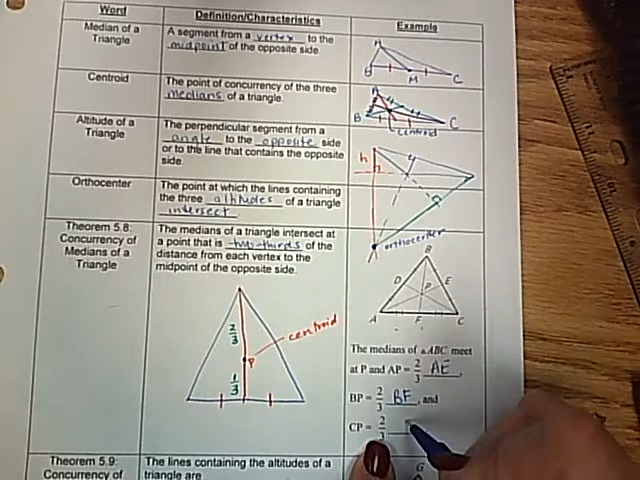 Word
Definition/Characteristics
Example
Median of a
Triangle
A segment from a vertex to the
midpoint of the opposite side.
A
B
M
C
Centroid
The point of concurrency of the three
medians of a triangle.
A
B
C
centroid
Altitude of a
Triangle
The perpendicular segment from a
angle to the opposite side
or to the line that contains the opposite
side.
h
Orthocenter
The point at which the lines containing
the three altitudes of a triangle
intersect
orthocenter
Theorem 5.8:
Concurrency of
Medians of a
Triangle
The medians of a triangle intersect at
a point that is two-thirds of the
distance from each vertex to the
midpoint of the opposite side.
2/3
1/3
P
centroid
B
D
E
P
A
F
C
The medians of △ABC meet
at P and AP = 2/3 AE,
BP = 2/3 BF, and
CP = 2/3
Theorem 5.9:
Concurrency of
The lines containing the altitudes of a
triangle are
G